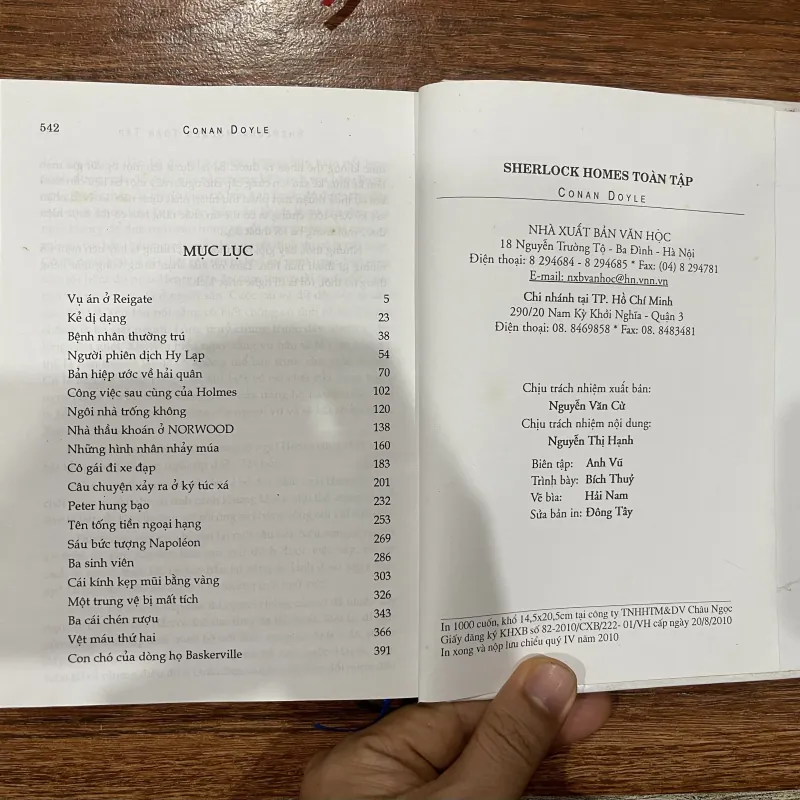 542
CONAN DOYLE
MỤC LỤC
Vụ án ở Reigate 5
Kẻ dị dạng 23
Bệnh nhân thường trú 38
Người phiên dịch Hy Lạp 54
Bản hiệp ước về hải quân 70
Công việc sau cùng của Holmes 102
Ngôi nhà trống không 120
Nhà thầu khoán ở NORWOOD 138
Những hình nhân nhảy múa 160
Cô gái đi xe đạp 183
Câu chuyện xảy ra ở ký túc xá 201
Peter hung bạo 232
Tên tống tiền ngoại hạng 253
Sáu bức tượng Napoléon 269
Ba sinh viên 286
Cái kính kẹp mũi bằng vàng 303
Một trung vệ bị mất tích 326
Ba cái chén rượu 343
Vệt máu thứ hai 366
Con chó của dòng họ Baskerville 391
SHERLOCK HOMES TOÀN TẬP
CONAN DOYLE
NHÀ XUẤT BẢN VĂN HỌC
18 Nguyễn Trường Tộ - Ba Đình - Hà Nội
Điện thoại: 8 294684 - 8 294685 * Fax: (04) 8 294781
E-mail: nxbvanhoc@hn.vnn.vn
Chi nhánh tại TP. Hồ Chí Minh
290/20 Nam Kỳ Khởi Nghĩa - Quận 3
Điện thoại: 08. 8469858 * Fax: 08. 8483481
Chịu trách nhiệm xuất bản:
Nguyễn Văn Cừ
Chịu trách nhiệm nội dung:
Nguyễn Thị Hạnh
Biên tập: Anh Vũ
Trình bày: Bích Thuỷ
Vẽ bìa: Hải Nam
Sửa bản in: Đông Tây
In 1000 cuốn, khổ 14,5x20,5cm tại công ty TNHHTM&DV Châu Ngọc
Giấy đăng ký KHXB số 82-2010/CXB/222- 01/VH cấp ngày 20/8/2010
In xong và nộp lưu chiểu quý IV năm 2010